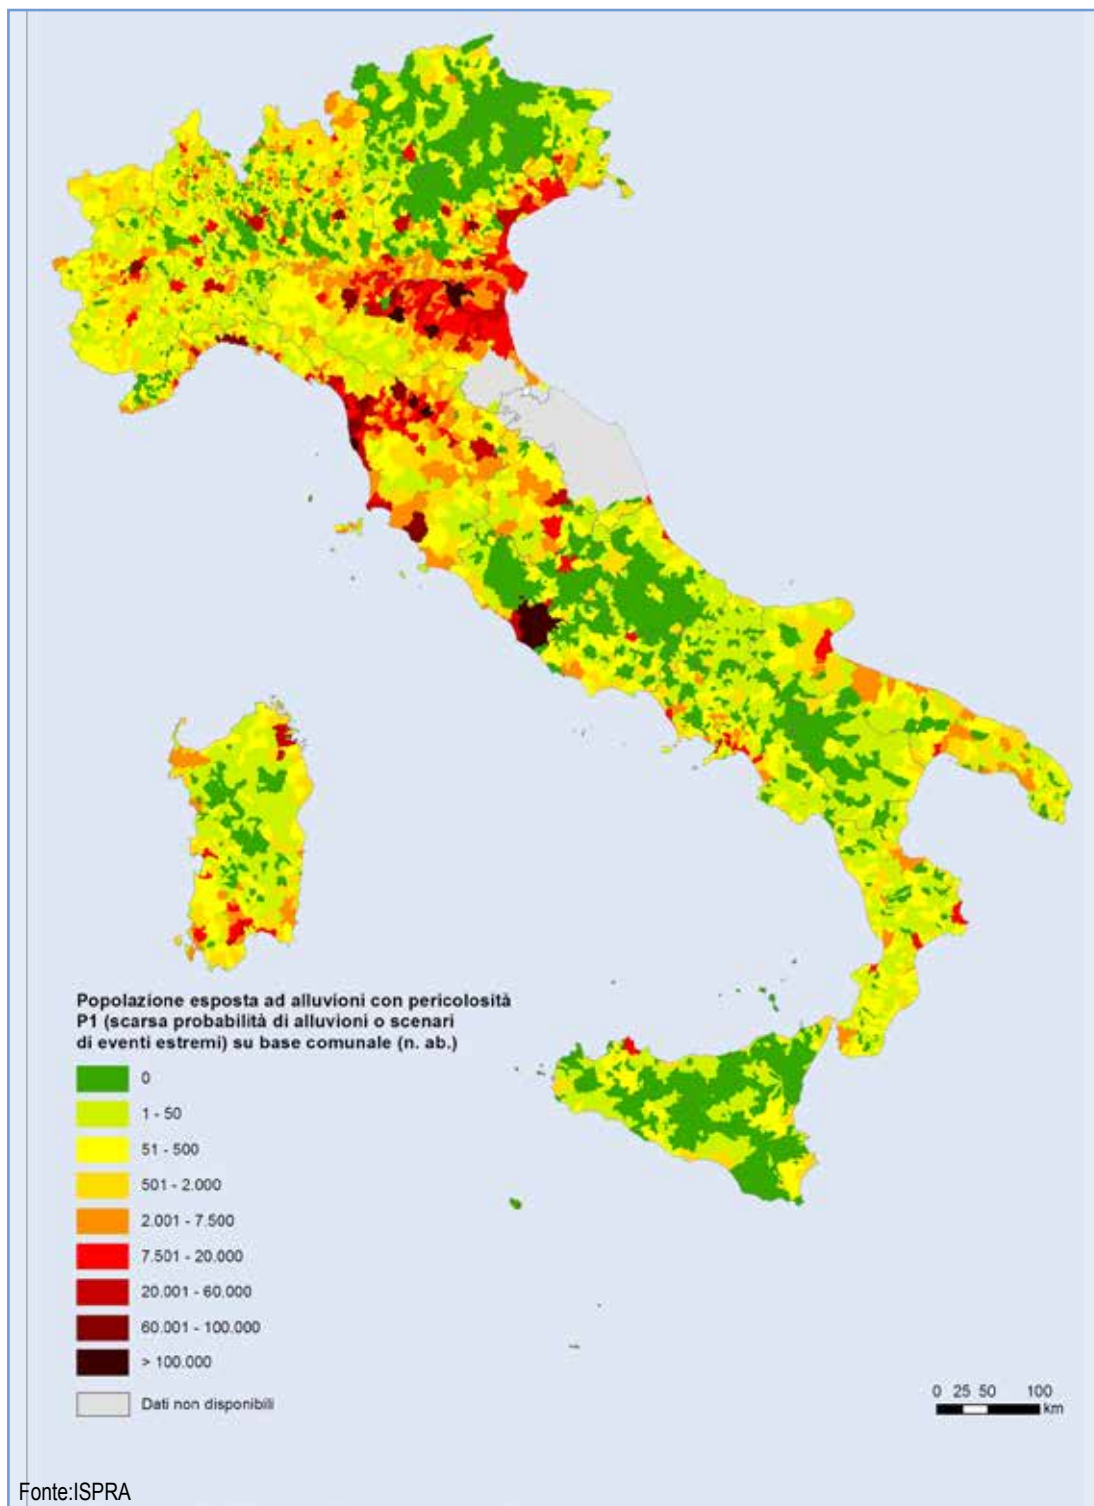 Popolazione esposta ad alluvioni con pericolosità
P1 (scarsa probabilità di alluvioni o scenari
di eventi estremi) su base comunale (n. ab.)
0
1 - 50
51 - 500
501 - 2.000
2.001 - 7.500
7.501 - 20.000
20.001 - 60.000
60.001 - 100.000
> 100.000
Dati non disponibili
0 25 50 100
km
Fonte:ISPRA